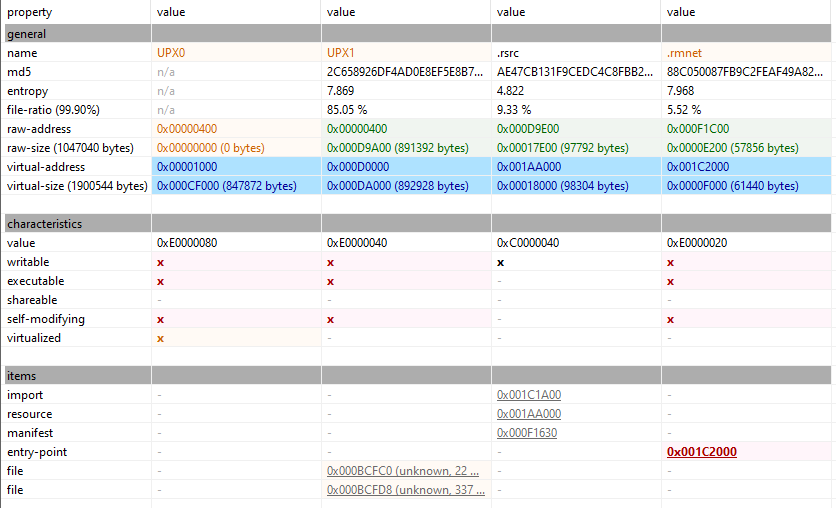 property value value value value
general
name UPX0 UPX1 .rsrc .rmnet
md5 n/a 2C658926DF4AD0E8EF5E8B7... AE47CB131F9CEDC4C8FBB2... 88C050087FB9C2FEAF49A82...
entropy n/a 7.869 4.822 7.968
file-ratio (99.90%) n/a 85.05 % 9.33 % 5.52 %
raw-address 0x00000400 0x00000400 0x000D9E00 0x000F1C00
raw-size (1047040 bytes) 0x00000000 (0 bytes) 0x000D9A00 (891392 bytes) 0x00017E00 (97792 bytes) 0x0000E200 (57856 bytes)
virtual-address 0x00001000 0x000D0000 0x001AA000 0x001C2000
virtual-size (1900544 bytes) 0x000CF000 (847872 bytes) 0x000DA000 (892928 bytes) 0x00018000 (98304 bytes) 0x0000F000 (61440 bytes)
characteristics
value 0xE0000080 0xE0000040 0xC0000040 0xE0000020
writable x x x x
executable x x - x
shareable - - - -
self-modifying x x - x
virtualized x - - -
items
import - - 0x001C1A00 -
resource - - 0x001AA000 -
manifest - - 0x000F1630 -
entry-point - - - 0x001C2000
file - 0x000BCFC0 (unknown, 22 ... - -
file - 0x000BCFD8 (unknown, 337 ... - -